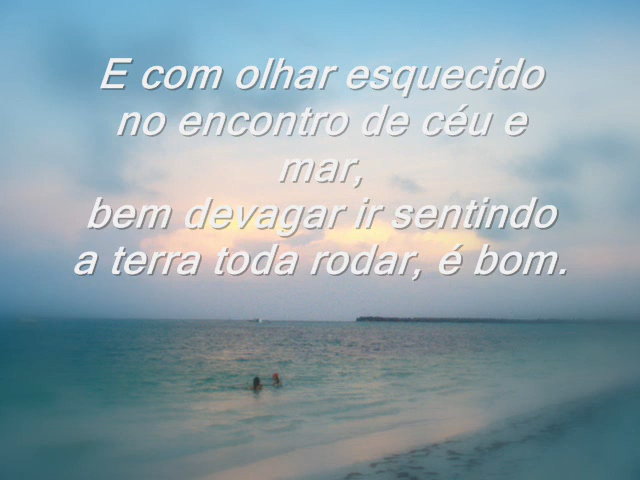 E com olhar esquecido
no encontro de céu e
mar,
bem devagar ir sentindo
a terra toda rodar, é bom.